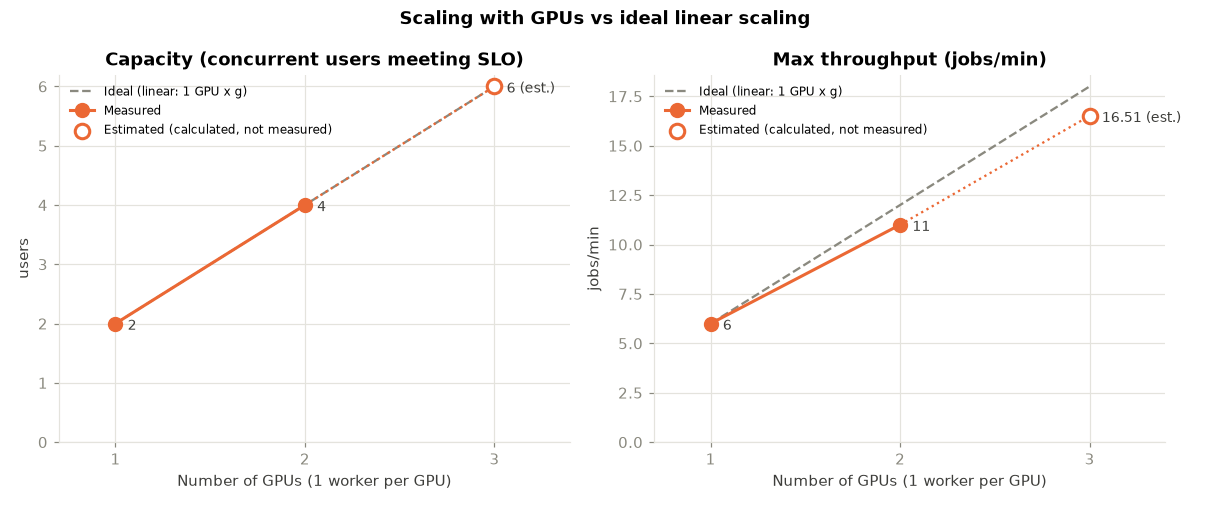 Scaling with GPUs vs ideal linear scaling
Capacity (concurrent users meeting SLO)
Ideal (linear: 1 GPU x g)
Measured
Estimated (calculated, not measured)
6 (est.)
4
2
users
6
5
4
3
2
1
0
1 2 3
Number of GPUs (1 worker per GPU)
Max throughput (jobs/min)
Ideal (linear: 1 GPU x g)
Measured
Estimated (calculated, not measured)
16.51 (est.)
11
6
jobs/min
17.5
15.0
12.5
10.0
7.5
5.0
2.5
0.0
1 2 3
Number of GPUs (1 worker per GPU)